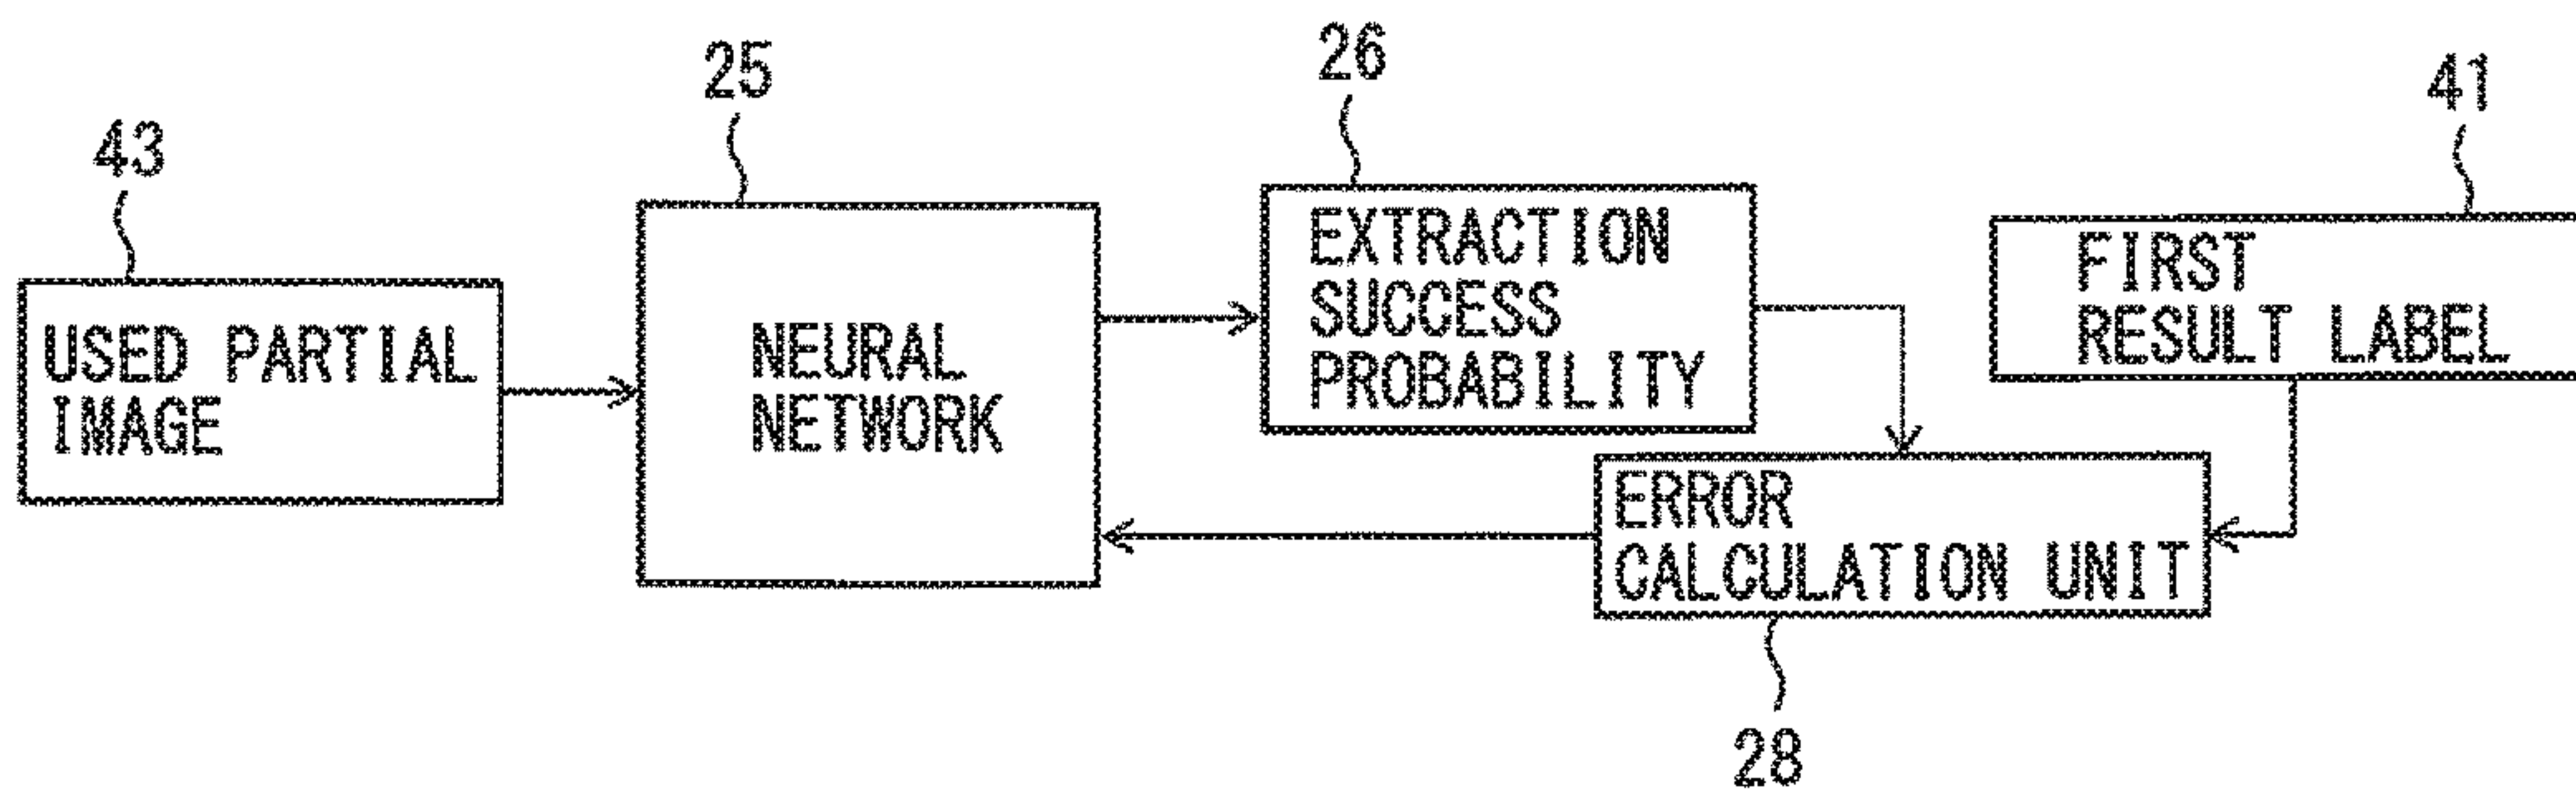 43
USED PARTIAL
IMAGE
25
NEURAL
NETWORK
26
EXTRACTION
SUCCESS
PROBABILITY
41
FIRST
RESULT LABEL
ERROR
CALCULATION UNIT
28